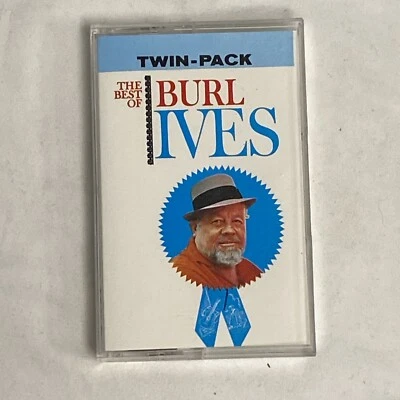 TWIN-PACK
THE
BEST
OF
BURL
IVES